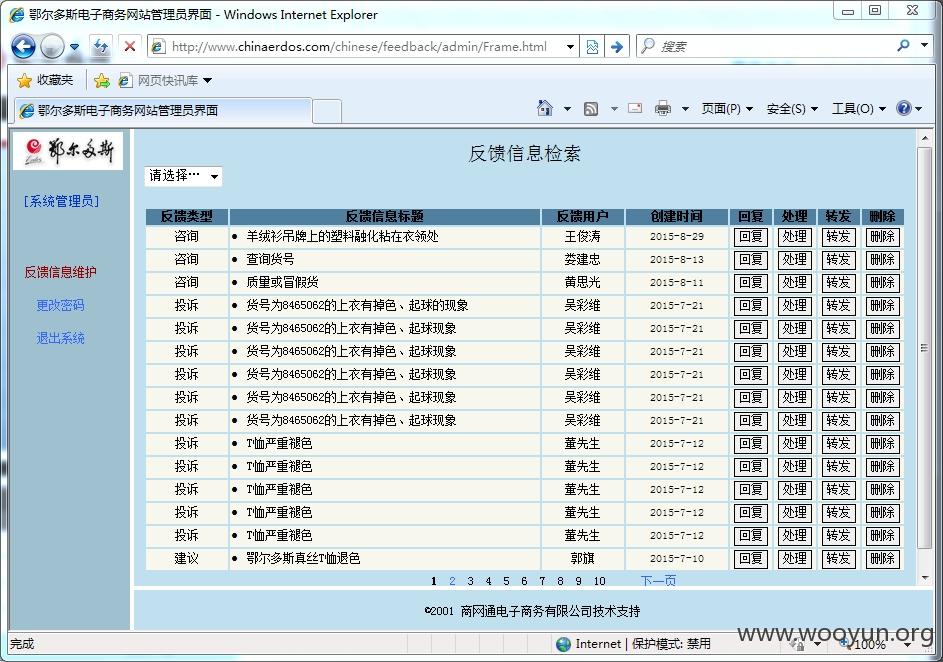 鄂尔多斯电子商务网站管理员界面 - Windows Internet Explorer
http://www.chinaerdos.com/chinese/feedback/admin/Frame.html 搜索
收藏夹 网页快讯库
鄂尔多斯电子商务网站管理员界面 页面(P) 安全(S) 工具(O)
鄂尔多斯
[系统管理员]
反馈信息维护
更改密码
退出系统
反馈信息检索
请选择…
反馈类型 反馈信息标题 反馈用户 创建时间 回复 处理 转发 删除
咨询 • 羊绒衫吊牌上的塑料融化粘在衣领处 王俊涛 2015-8-29 回复 处理 转发 删除
咨询 • 查询货号 娄建忠 2015-8-13 回复 处理 转发 删除
咨询 • 质量或冒假货 黄思光 2015-8-11 回复 处理 转发 删除
投诉 • 货号为8465062的上衣有掉色、起球的现象 吴彩维 2015-7-21 回复 处理 转发 删除
投诉 • 货号为8465062的上衣有掉色、起球现象 吴彩维 2015-7-21 回复 处理 转发 删除
投诉 • 货号为8465062的上衣有掉色、起球现象 吴彩维 2015-7-21 回复 处理 转发 删除
投诉 • 货号为8465062的上衣有掉色、起球现象 吴彩维 2015-7-21 回复 处理 转发 删除
投诉 • 货号为8465062的上衣有掉色、起球现象 吴彩维 2015-7-21 回复 处理 转发 删除
投诉 • 货号为8465062的上衣有掉色、起球现象 吴彩维 2015-7-21 回复 处理 转发 删除
投诉 • T恤严重褪色 董先生 2015-7-12 回复 处理 转发 删除
投诉 • T恤严重褪色 董先生 2015-7-12 回复 处理 转发 删除
投诉 • T恤严重褪色 董先生 2015-7-12 回复 处理 转发 删除
投诉 • T恤严重褪色 董先生 2015-7-12 回复 处理 转发 删除
投诉 • T恤严重褪色 董先生 2015-7-12 回复 处理 转发 删除
建议 • 鄂尔多斯真丝T恤退色 郭旗 2015-7-10 回复 处理 转发 删除
1 2 3 4 5 6 7 8 9 10 下一页
©2001 商网通电子商务有限公司技术支持
完成 Internet | 保护模式: 禁用 100%
www.wooyun.org